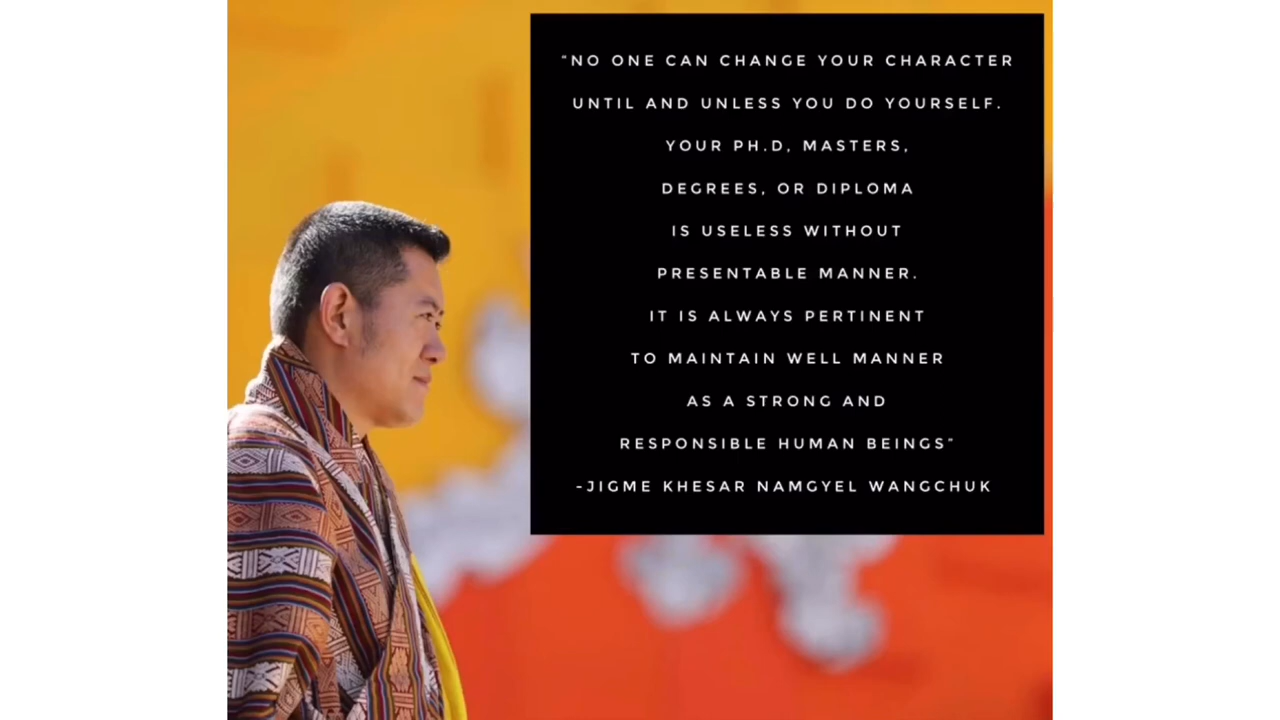 "NO ONE CAN CHANGE YOUR CHARACTER
UNTIL AND UNLESS YOU DO YOURSELF.
YOUR PH.D, MASTERS,
DEGREES, OR DIPLOMA
IS USELESS WITHOUT
PRESENTABLE MANNER.
IT IS ALWAYS PERTINENT
TO MAINTAIN WELL MANNER
AS A STRONG AND
RESPONSIBLE HUMAN BEINGS"
-JIGME KHESAR NAMGYEL WANGCHUK